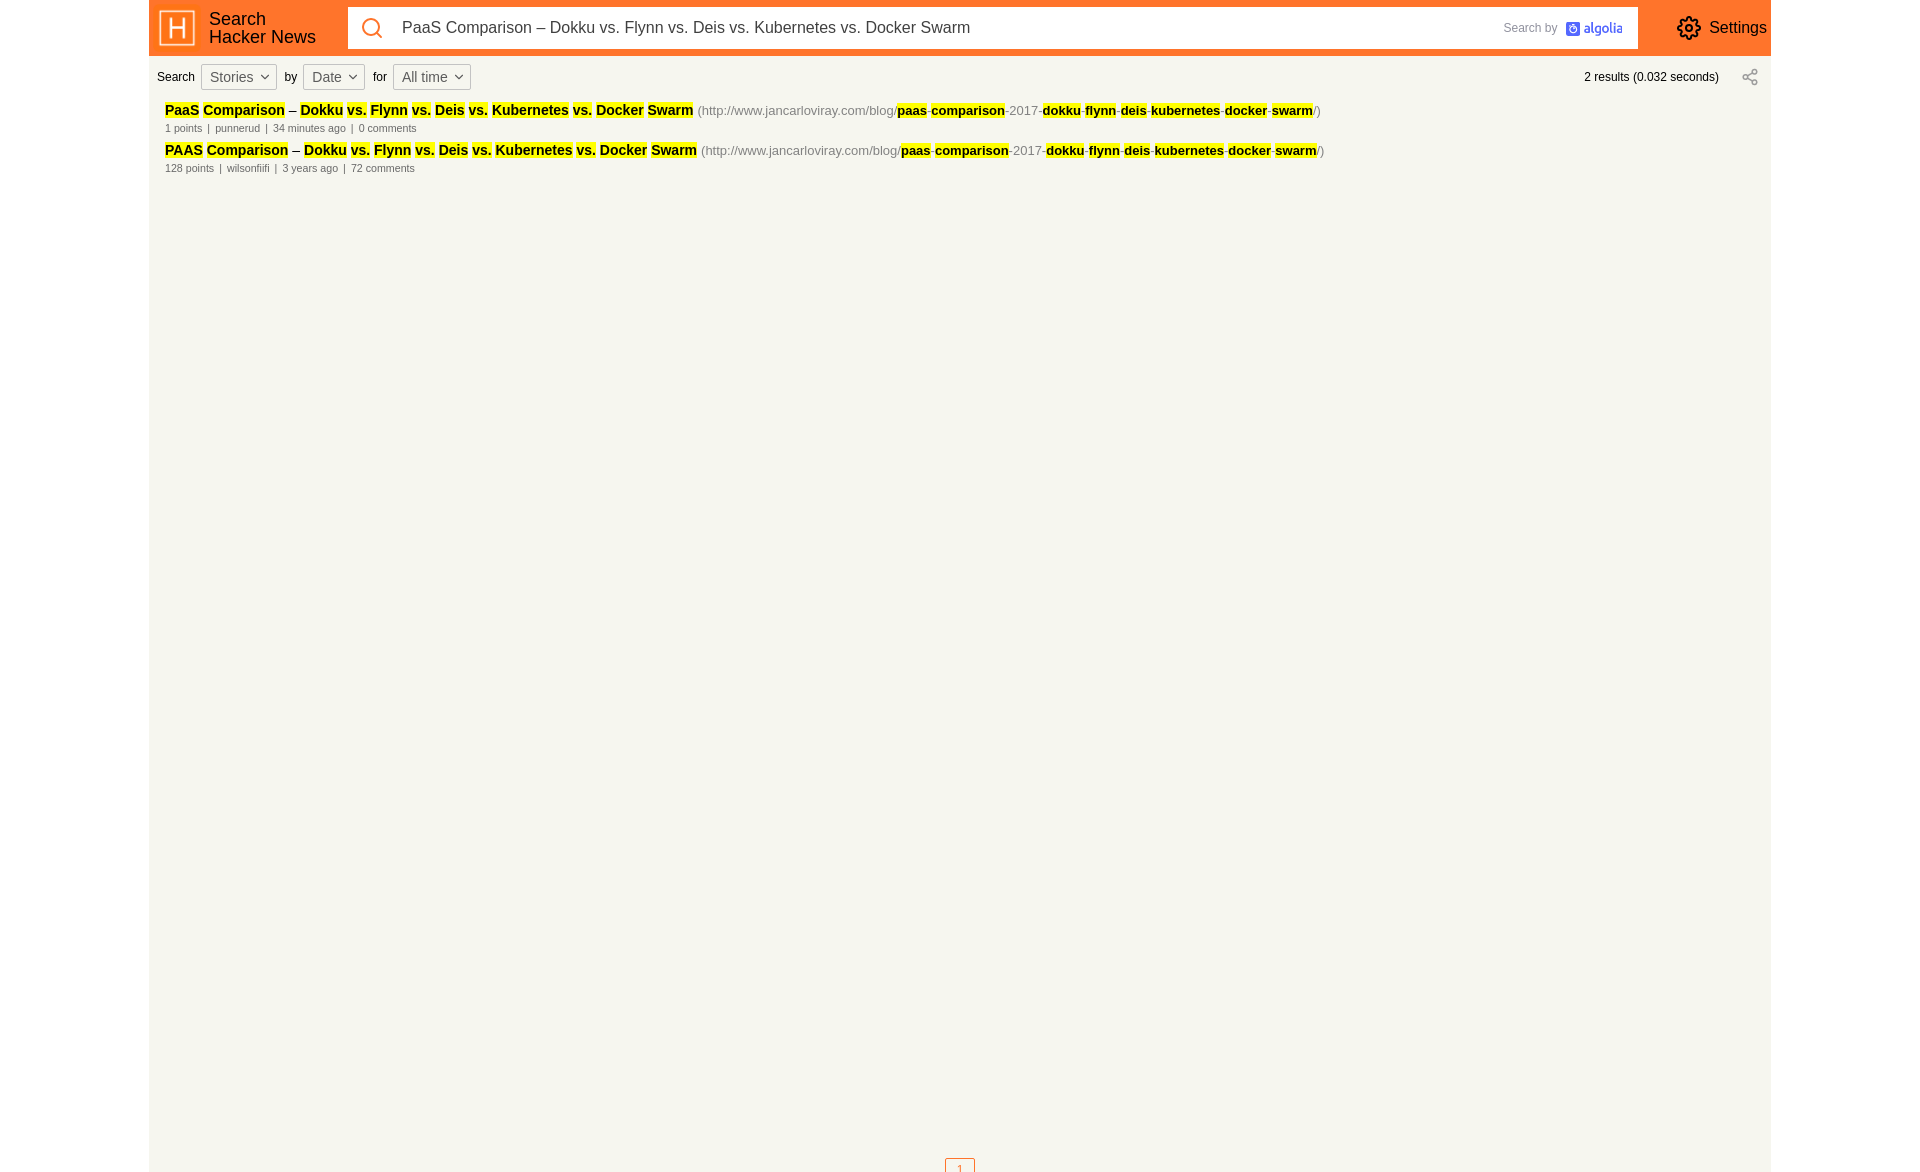 Search
Hacker News
PaaS Comparison – Dokku vs. Flynn vs. Deis vs. Kubernetes vs. Docker Swarm
Search by algolia
Settings
Search Stories by Date for All time
2 results (0.032 seconds)
PaaS Comparison – Dokku vs. Flynn vs. Deis vs. Kubernetes vs. Docker Swarm (http://www.jancarloviray.com/blog/paas-comparison-2017-dokku-flynn-deis-kubernetes-docker-swarm/)
1 points | punnerud | 34 minutes ago | 0 comments
PAAS Comparison – Dokku vs. Flynn vs. Deis vs. Kubernetes vs. Docker Swarm (http://www.jancarloviray.com/blog/paas-comparison-2017-dokku-flynn-deis-kubernetes-docker-swarm/)
128 points | wilsonfiifi | 3 years ago | 72 comments
1